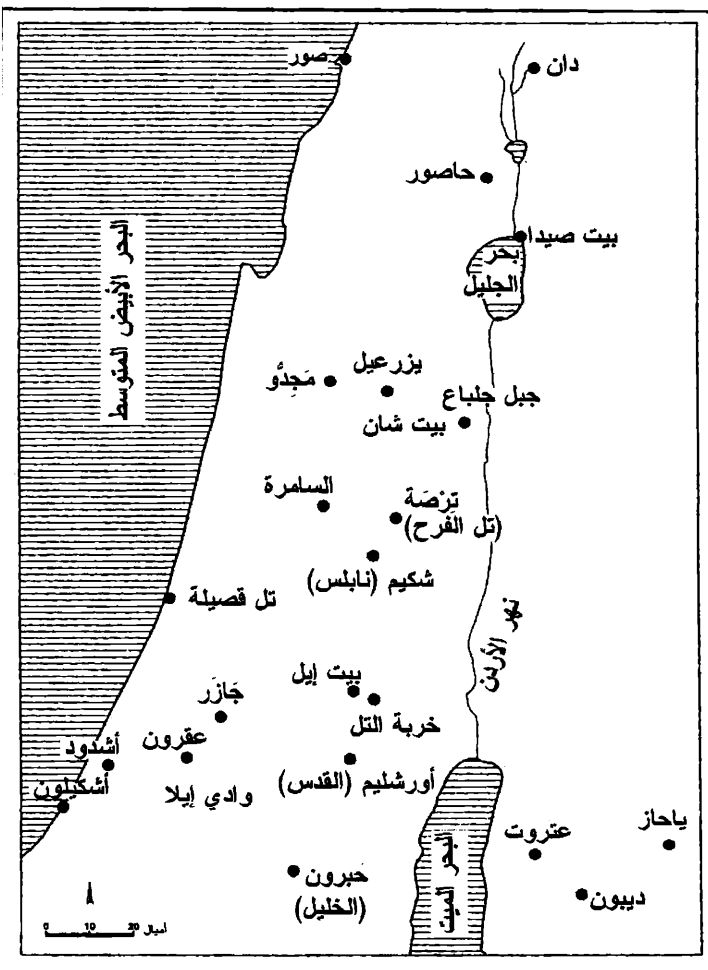 صور
دان
حاصور
بيت صيدا
بحر
الجليل
البحر الأبيض المتوسط
يزرعيل
مَجِدُّو
جبل جلباع
بيت شان
السامرة
تِرْصَة
(تل الفرح)
شكيم (نابلس)
تل قصيلة
نهر الأردن
بيت إيل
جَازَر
خربة التل
عقرون
أشدود
أورشليم (القدس)
وادي إيلا
أشكيلون
ياحاز
عتروت
البحر الميت
حَبرون
(الخليل)
ديبون
0 10 20 أميال